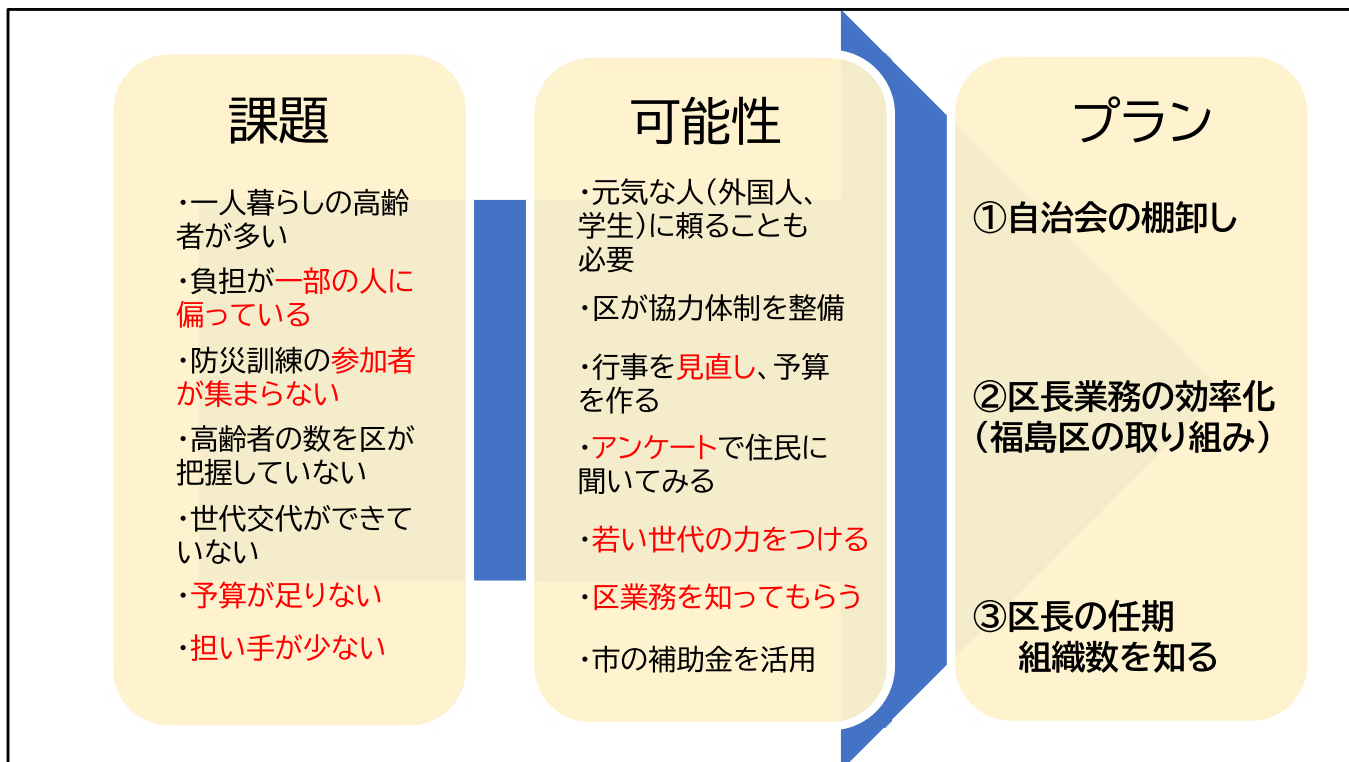 課題
・一人暮らしの高齢
者が多い
・負担が一部の人に
偏っている
・防災訓練の参加者
が集まらない
・高齢者の数を区が
把握していない
・世代交代ができて
いない
・予算が足りない
・担い手が少ない
可能性
・元気な人(外国人、
学生)に頼ることも
必要
・区が協力体制を整備
・行事を見直し、予算
を作る
・アンケートで住民に
聞いてみる
・若い世代の力をつける
・区業務を知ってもらう
・市の補助金を活用
プラン
①自治会の棚卸し
②区長業務の効率化
(福島区の取り組み)
③区長の任期
組織数を知る